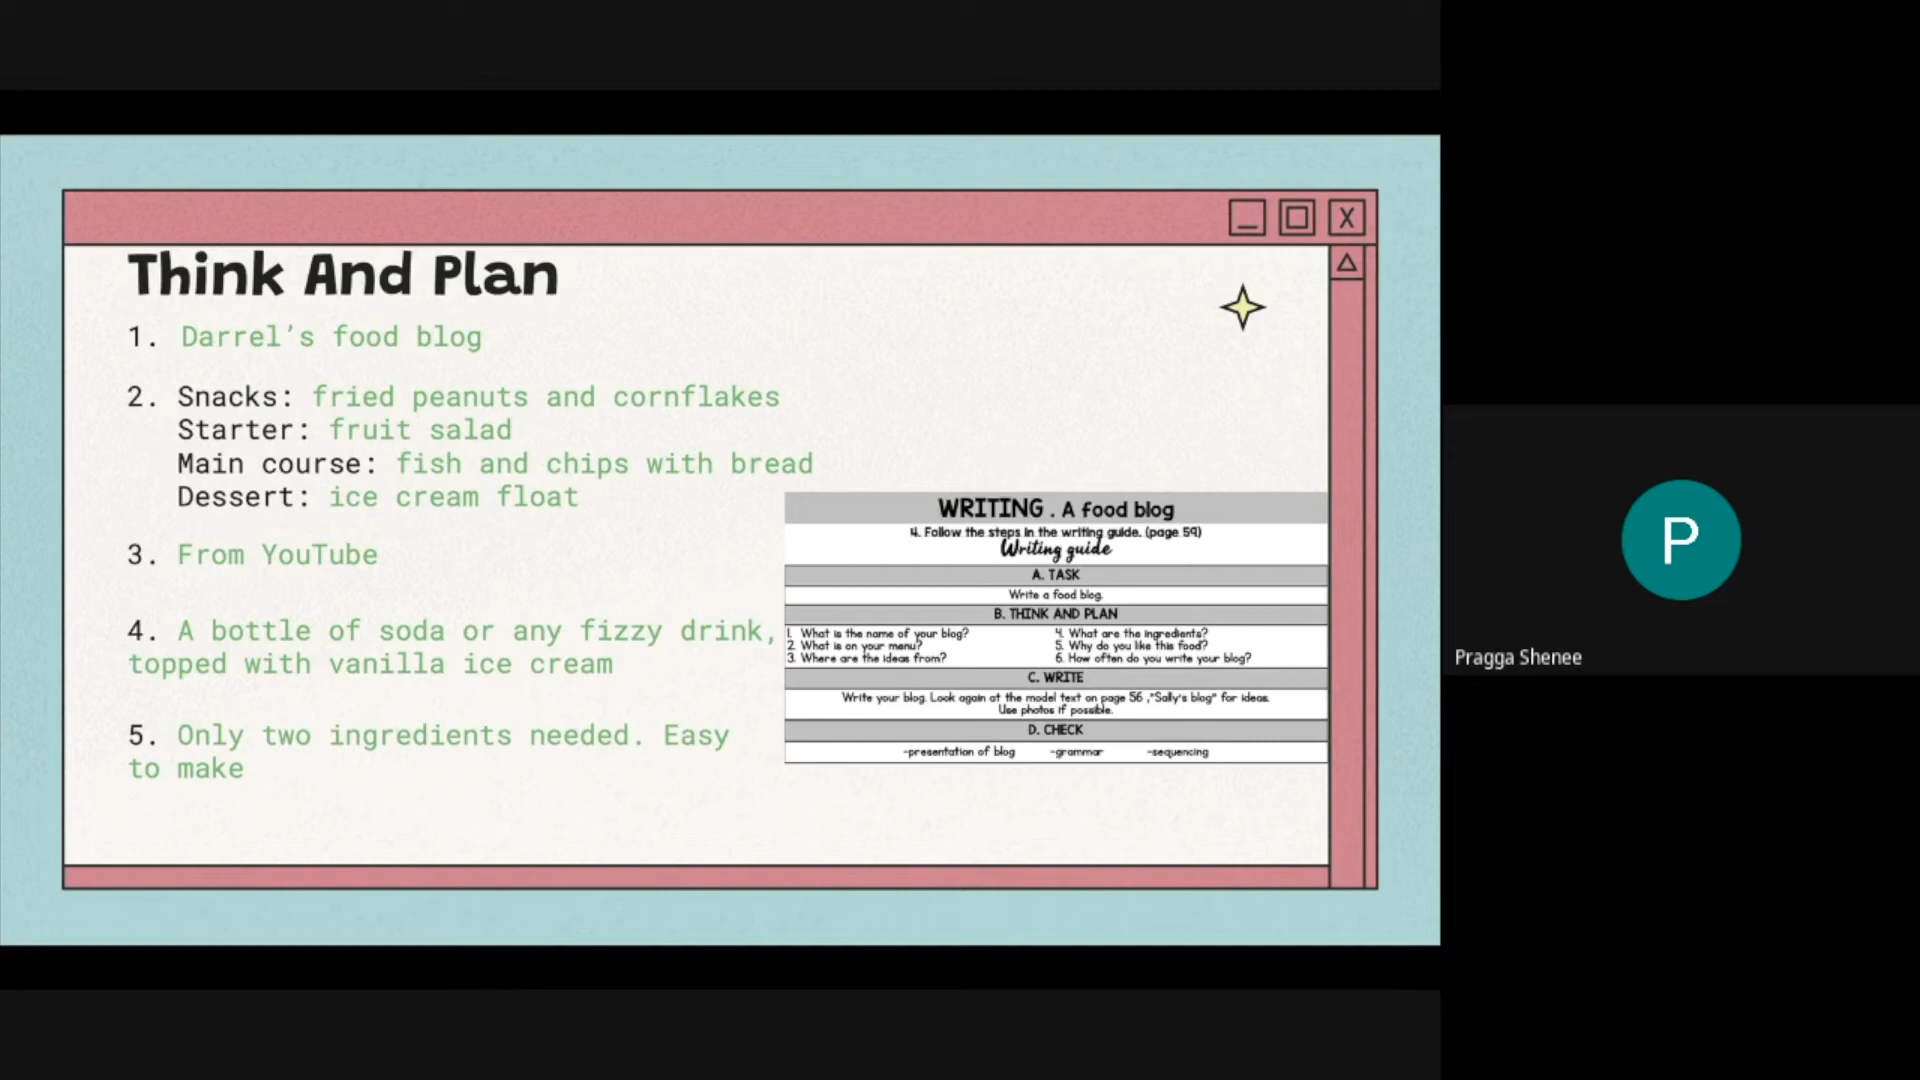 Think And Plan
1. Darrel's food blog
2. Snacks: fried peanuts and cornflakes
Starter: fruit salad
Main course: fish and chips with bread
Dessert: ice cream float
3. From YouTube
4. A bottle of soda or any fizzy drink,
topped with vanilla ice cream
5. Only two ingredients needed. Easy
to make
WRITING . A food blog
4. Follow the steps in the writing guide. (page 59)
Writing guide
A. TASK
Write a food blog.
B. THINK AND PLAN
1. What is the name of your blog?
2. What is on your menu?
3. Where are the ideas from?
4. What are the ingredients?
5. Why do you like this food?
6. How often do you write your blog?
C. WRITE
Write your blog. Look again at the model text on page 56 ,"Sally's blog" for ideas.
Use photos if possible.
D. CHECK
-presentation of blog -grammar -sequencing
P
Pragga Shenee